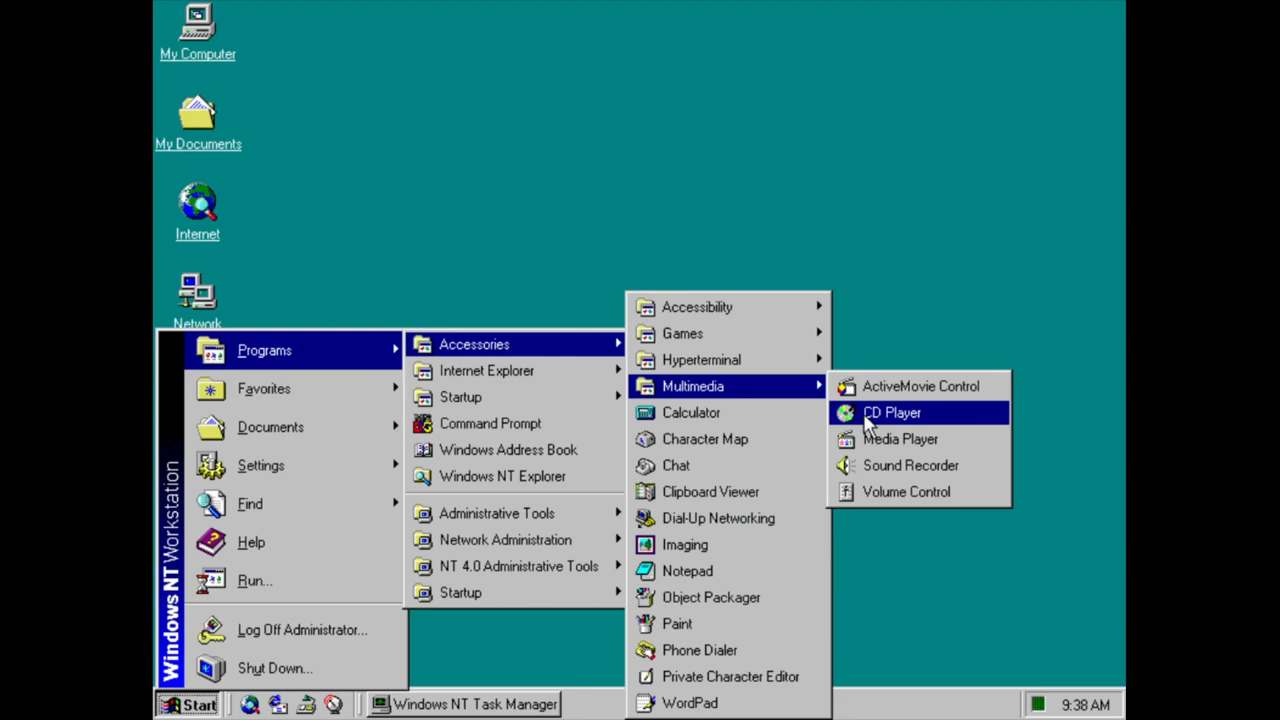 My Computer
My Documents
Internet
Network
Windows NT Workstation
Programs
Favorites
Documents
Settings
Find
Help
Run...
Log Off Administrator...
Shut Down...
Accessories
Internet Explorer
Startup
Command Prompt
Windows Address Book
Windows NT Explorer
Administrative Tools
Network Administration
NT 4.0 Administrative Tools
Startup
Accessibility
Games
Hyperterminal
Multimedia
Calculator
Character Map
Chat
Clipboard Viewer
Dial-Up Networking
Imaging
Notepad
Object Packager
Paint
Phone Dialer
Private Character Editor
WordPad
ActiveMovie Control
CD Player
Media Player
Sound Recorder
Volume Control
Start
Windows NT Task Manager
9:38 AM